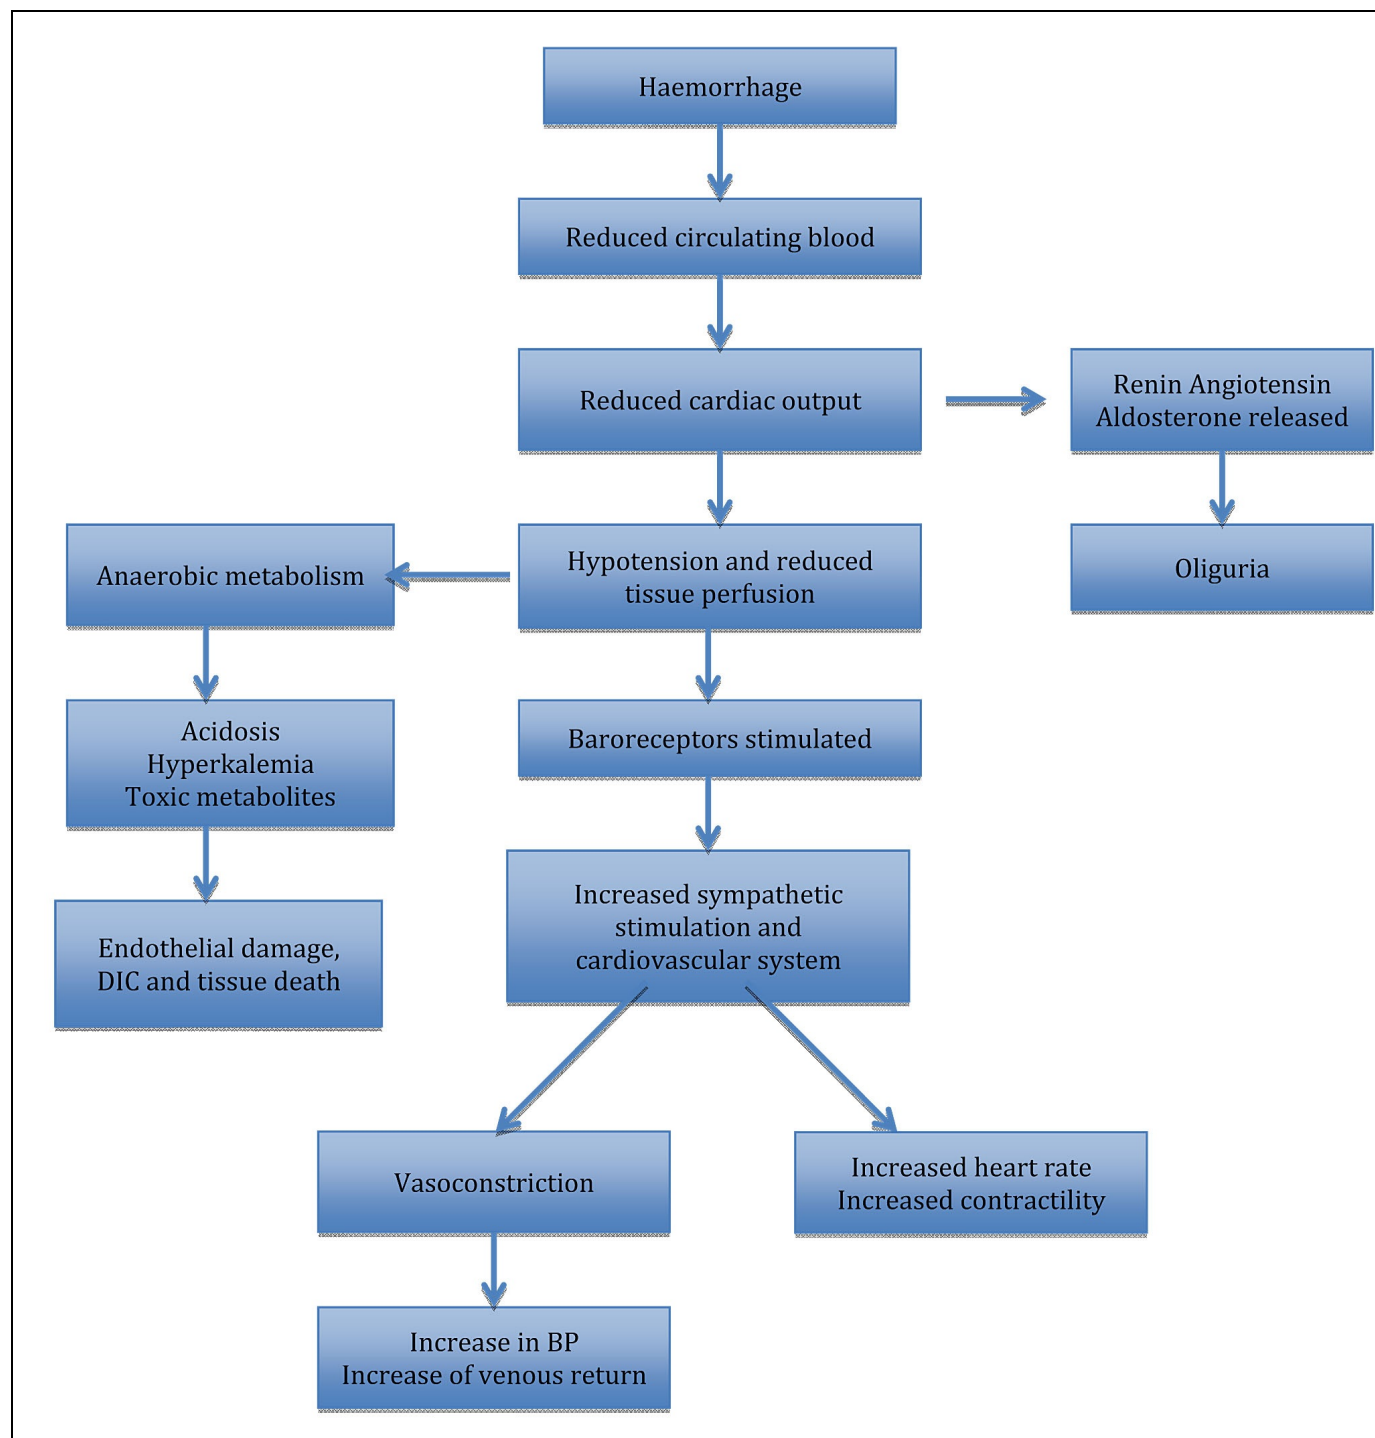 Haemorrhage
Reduced circulating blood
Reduced cardiac output
Renin Angiotensin
Aldosterone released
Anaerobic metabolism
Hypotension and reduced
tissue perfusion
Oliguria
Acidosis
Hyperkalemia
Toxic metabolites
Baroreceptors stimulated
Endothelial damage,
DIC and tissue death
Increased sympathetic
stimulation and
cardiovascular system
Vasoconstriction
Increased heart rate
Increased contractility
Increase in BP
Increase of venous return